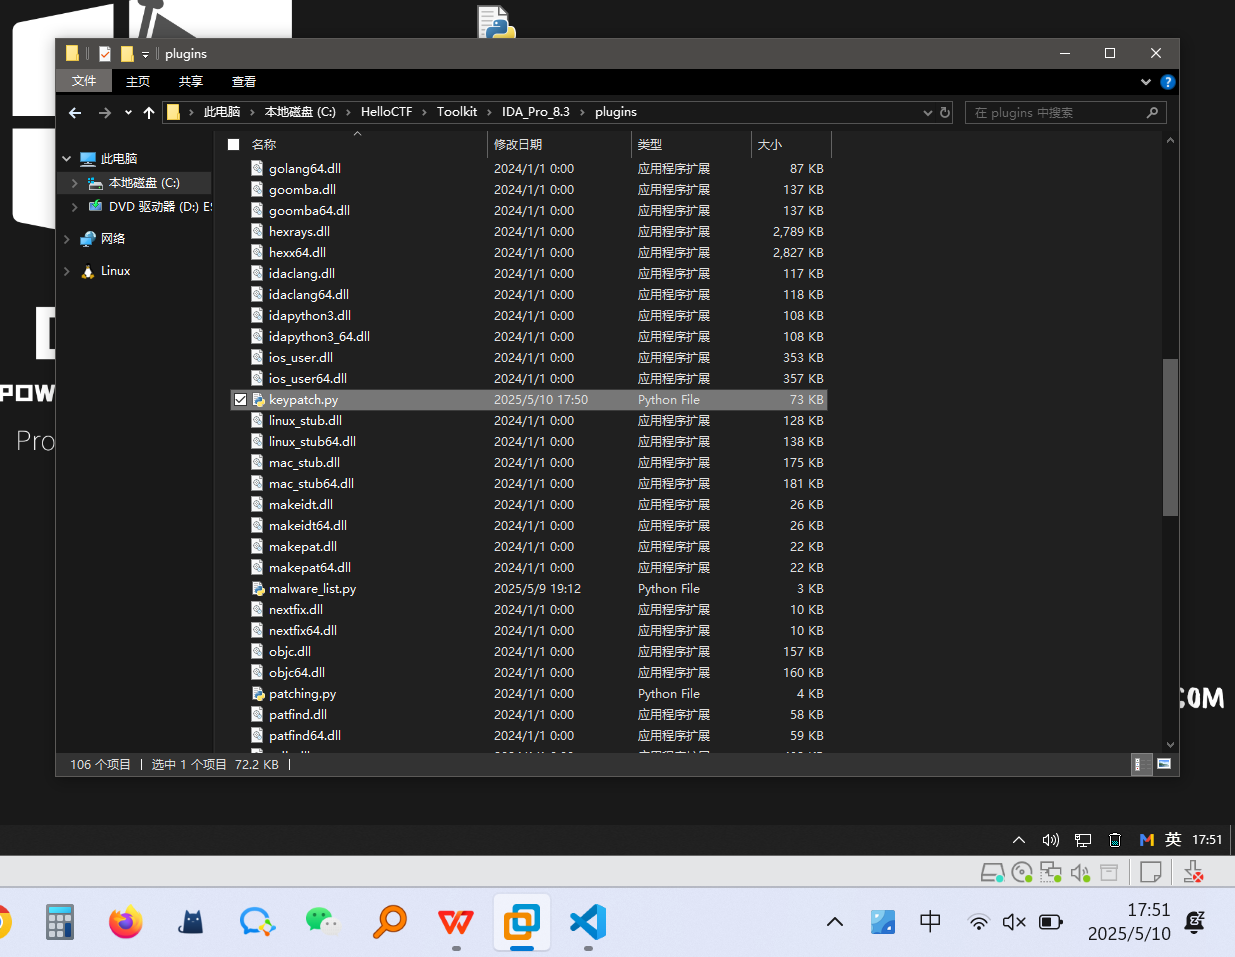 plugins
文件 主页 共享 查看
此电脑 本地磁盘 (C:) HelloCTF Toolkit IDA_Pro_8.3 plugins
在 plugins 中搜索
此电脑
本地磁盘 (C:)
DVD 驱动器 (D:) ES
网络
Linux
名称 修改日期 类型 大小
golang64.dll 2024/1/1 0:00 应用程序扩展 87 KB
goomba.dll 2024/1/1 0:00 应用程序扩展 137 KB
goomba64.dll 2024/1/1 0:00 应用程序扩展 137 KB
hexrays.dll 2024/1/1 0:00 应用程序扩展 2,789 KB
hexx64.dll 2024/1/1 0:00 应用程序扩展 2,827 KB
idaclang.dll 2024/1/1 0:00 应用程序扩展 117 KB
idaclang64.dll 2024/1/1 0:00 应用程序扩展 118 KB
idapython3.dll 2024/1/1 0:00 应用程序扩展 108 KB
idapython3_64.dll 2024/1/1 0:00 应用程序扩展 108 KB
ios_user.dll 2024/1/1 0:00 应用程序扩展 353 KB
ios_user64.dll 2024/1/1 0:00 应用程序扩展 357 KB
keypatch.py 2025/5/10 17:50 Python File 73 KB
linux_stub.dll 2024/1/1 0:00 应用程序扩展 128 KB
linux_stub64.dll 2024/1/1 0:00 应用程序扩展 138 KB
mac_stub.dll 2024/1/1 0:00 应用程序扩展 175 KB
mac_stub64.dll 2024/1/1 0:00 应用程序扩展 181 KB
makeidt.dll 2024/1/1 0:00 应用程序扩展 26 KB
makeidt64.dll 2024/1/1 0:00 应用程序扩展 26 KB
makepat.dll 2024/1/1 0:00 应用程序扩展 22 KB
makepat64.dll 2024/1/1 0:00 应用程序扩展 22 KB
malware_list.py 2025/5/9 19:12 Python File 3 KB
nextfix.dll 2024/1/1 0:00 应用程序扩展 10 KB
nextfix64.dll 2024/1/1 0:00 应用程序扩展 10 KB
objc.dll 2024/1/1 0:00 应用程序扩展 157 KB
objc64.dll 2024/1/1 0:00 应用程序扩展 160 KB
patching.py 2024/1/1 0:00 Python File 4 KB
patfind.dll 2024/1/1 0:00 应用程序扩展 58 KB
patfind64.dll 2024/1/1 0:00 应用程序扩展 59 KB
106 个项目 选中 1 个项目 72.2 KB
POW
Pro
COM
英 17:51
中 17:51
2025/5/10